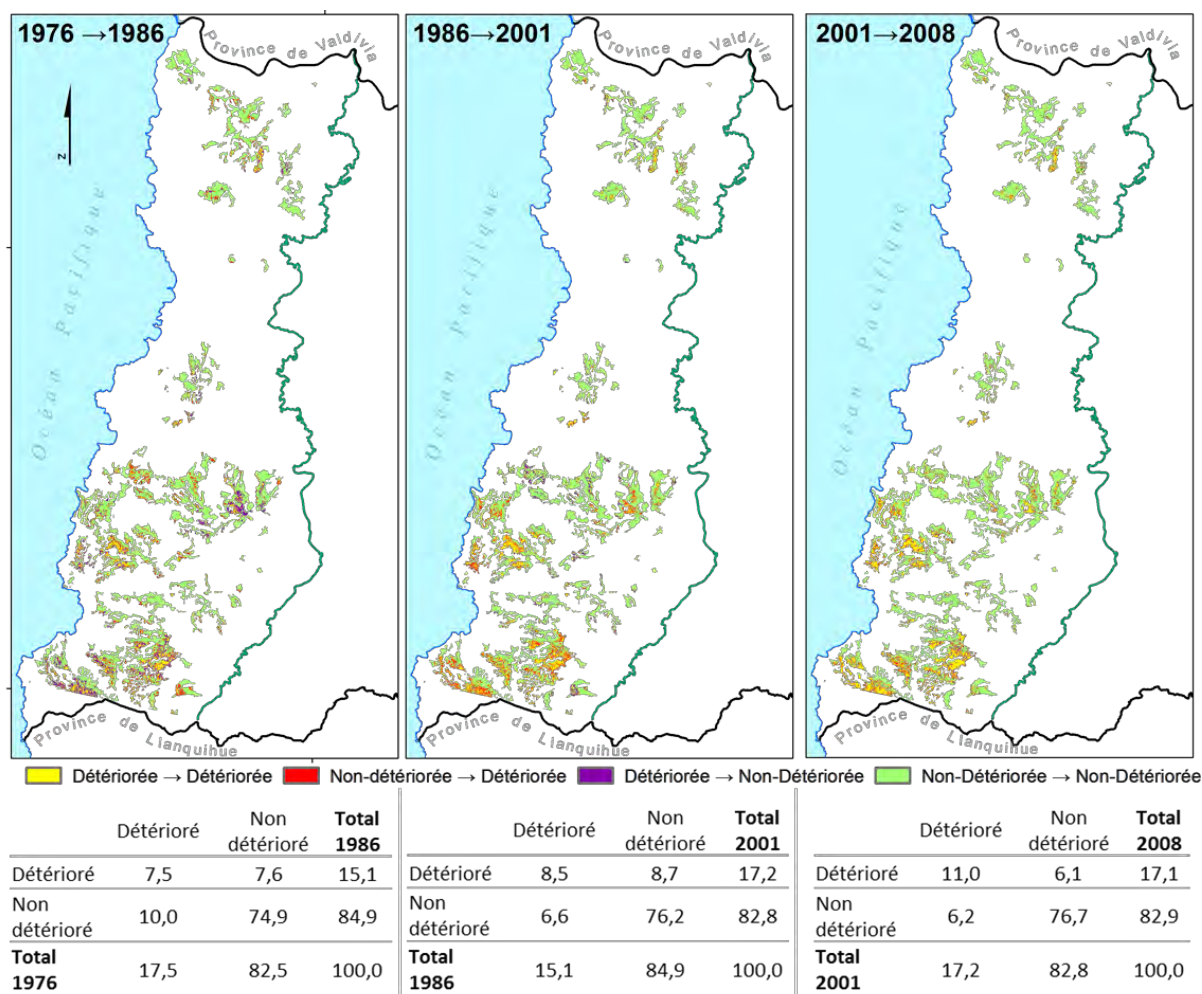 1976 →1986
Province de Valdivia
z
Océan Pacifique
Province de Llanquihue
1986→2001
Province de Valdivia
Océan Pacifique
Province de Llanquihue
2001→2008
Province de Valdivia
Océan Pacifique
Province de Llanquihue
Détériorée → Détériorée Non-détériorée → Détériorée Détériorée → Non-Détériorée Non-Détériorée → Non-Détériorée
Détérioré Non détérioré Total 1986
Détérioré 7,5 7,6 15,1
Non détérioré 10,0 74,9 84,9
Total 1976 17,5 82,5 100,0
Détérioré Non détérioré Total 2001
Détérioré 8,5 8,7 17,2
Non détérioré 6,6 76,2 82,8
Total 1986 15,1 84,9 100,0
Détérioré Non détérioré Total 2008
Détérioré 11,0 6,1 17,1
Non détérioré 6,2 76,7 82,9
Total 2001 17,2 82,8 100,0